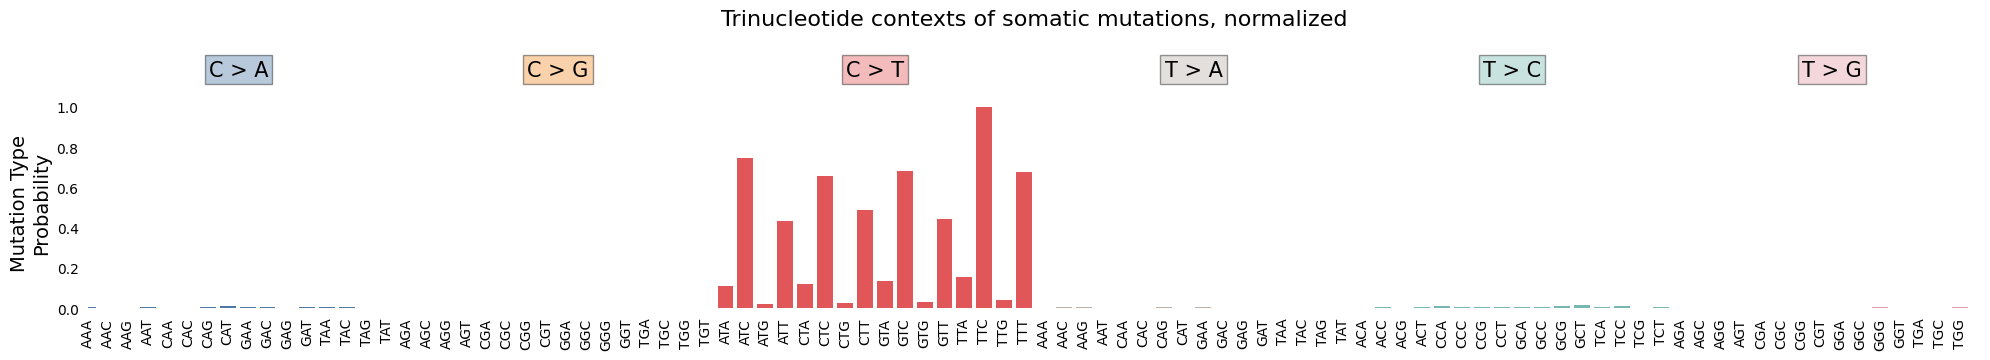 Trinucleotide contexts of somatic mutations, normalized
C > A
C > G
C > T
T > A
T > C
T > G
Mutation Type
Probability
1.0
0.8
0.6
0.4
0.2
0.0
AAA
AAC
AAG
AAT
CAA
CAC
CAG
CAT
GAA
GAC
GAG
GAT
TAA
TAC
TAG
TAT
AGA
AGC
AGG
AGT
CGA
CGC
CGG
CGT
GGA
GGC
GGG
GGT
TGA
TGC
TGG
TGT
ATA
ATC
ATG
ATT
CTA
CTC
CTG
CTT
GTA
GTC
GTG
GTT
TTA
TTC
TTG
TTT
AAA
AAC
AAG
AAT
CAA
CAC
CAG
CAT
GAA
GAC
GAG
GAT
TAA
TAC
TAG
TAT
ACA
ACC
ACG
ACT
CCA
CCC
CCG
CCT
GCA
GCC
GCG
GCT
TCA
TCC
TCG
TCT
AGA
AGC
AGG
AGT
CGA
CGC
CGG
CGT
GGA
GGC
GGG
GGT
TGA
TGC
TGG